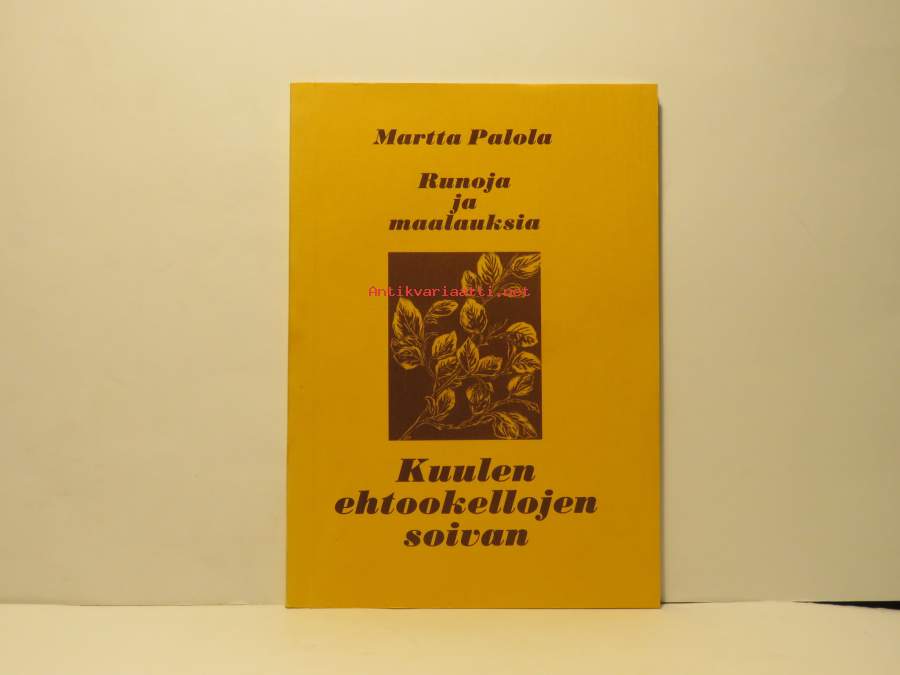 Martta Palola
Runoja
ja
maalauksia
Antikvariaatti.net
Kuulen
ehtookellojen
soivan